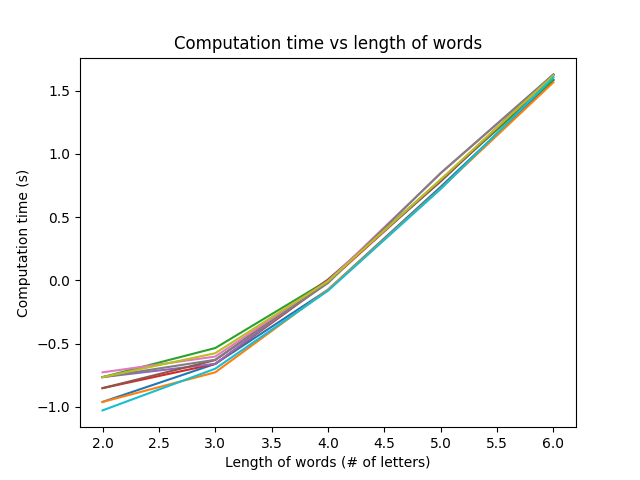 Computation time vs length of words
Computation time (s)
1.5
1.0
0.5
0.0
−0.5
−1.0
2.0 2.5 3.0 3.5 4.0 4.5 5.0 5.5 6.0
Length of words (# of letters)